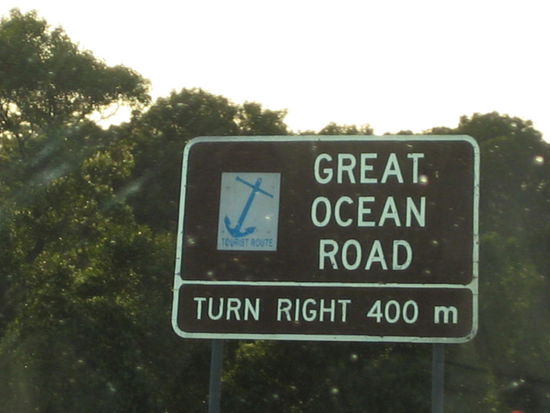 GREAT
OCEAN
ROAD
TOURIST ROUTE
TURN RIGHT 400 m